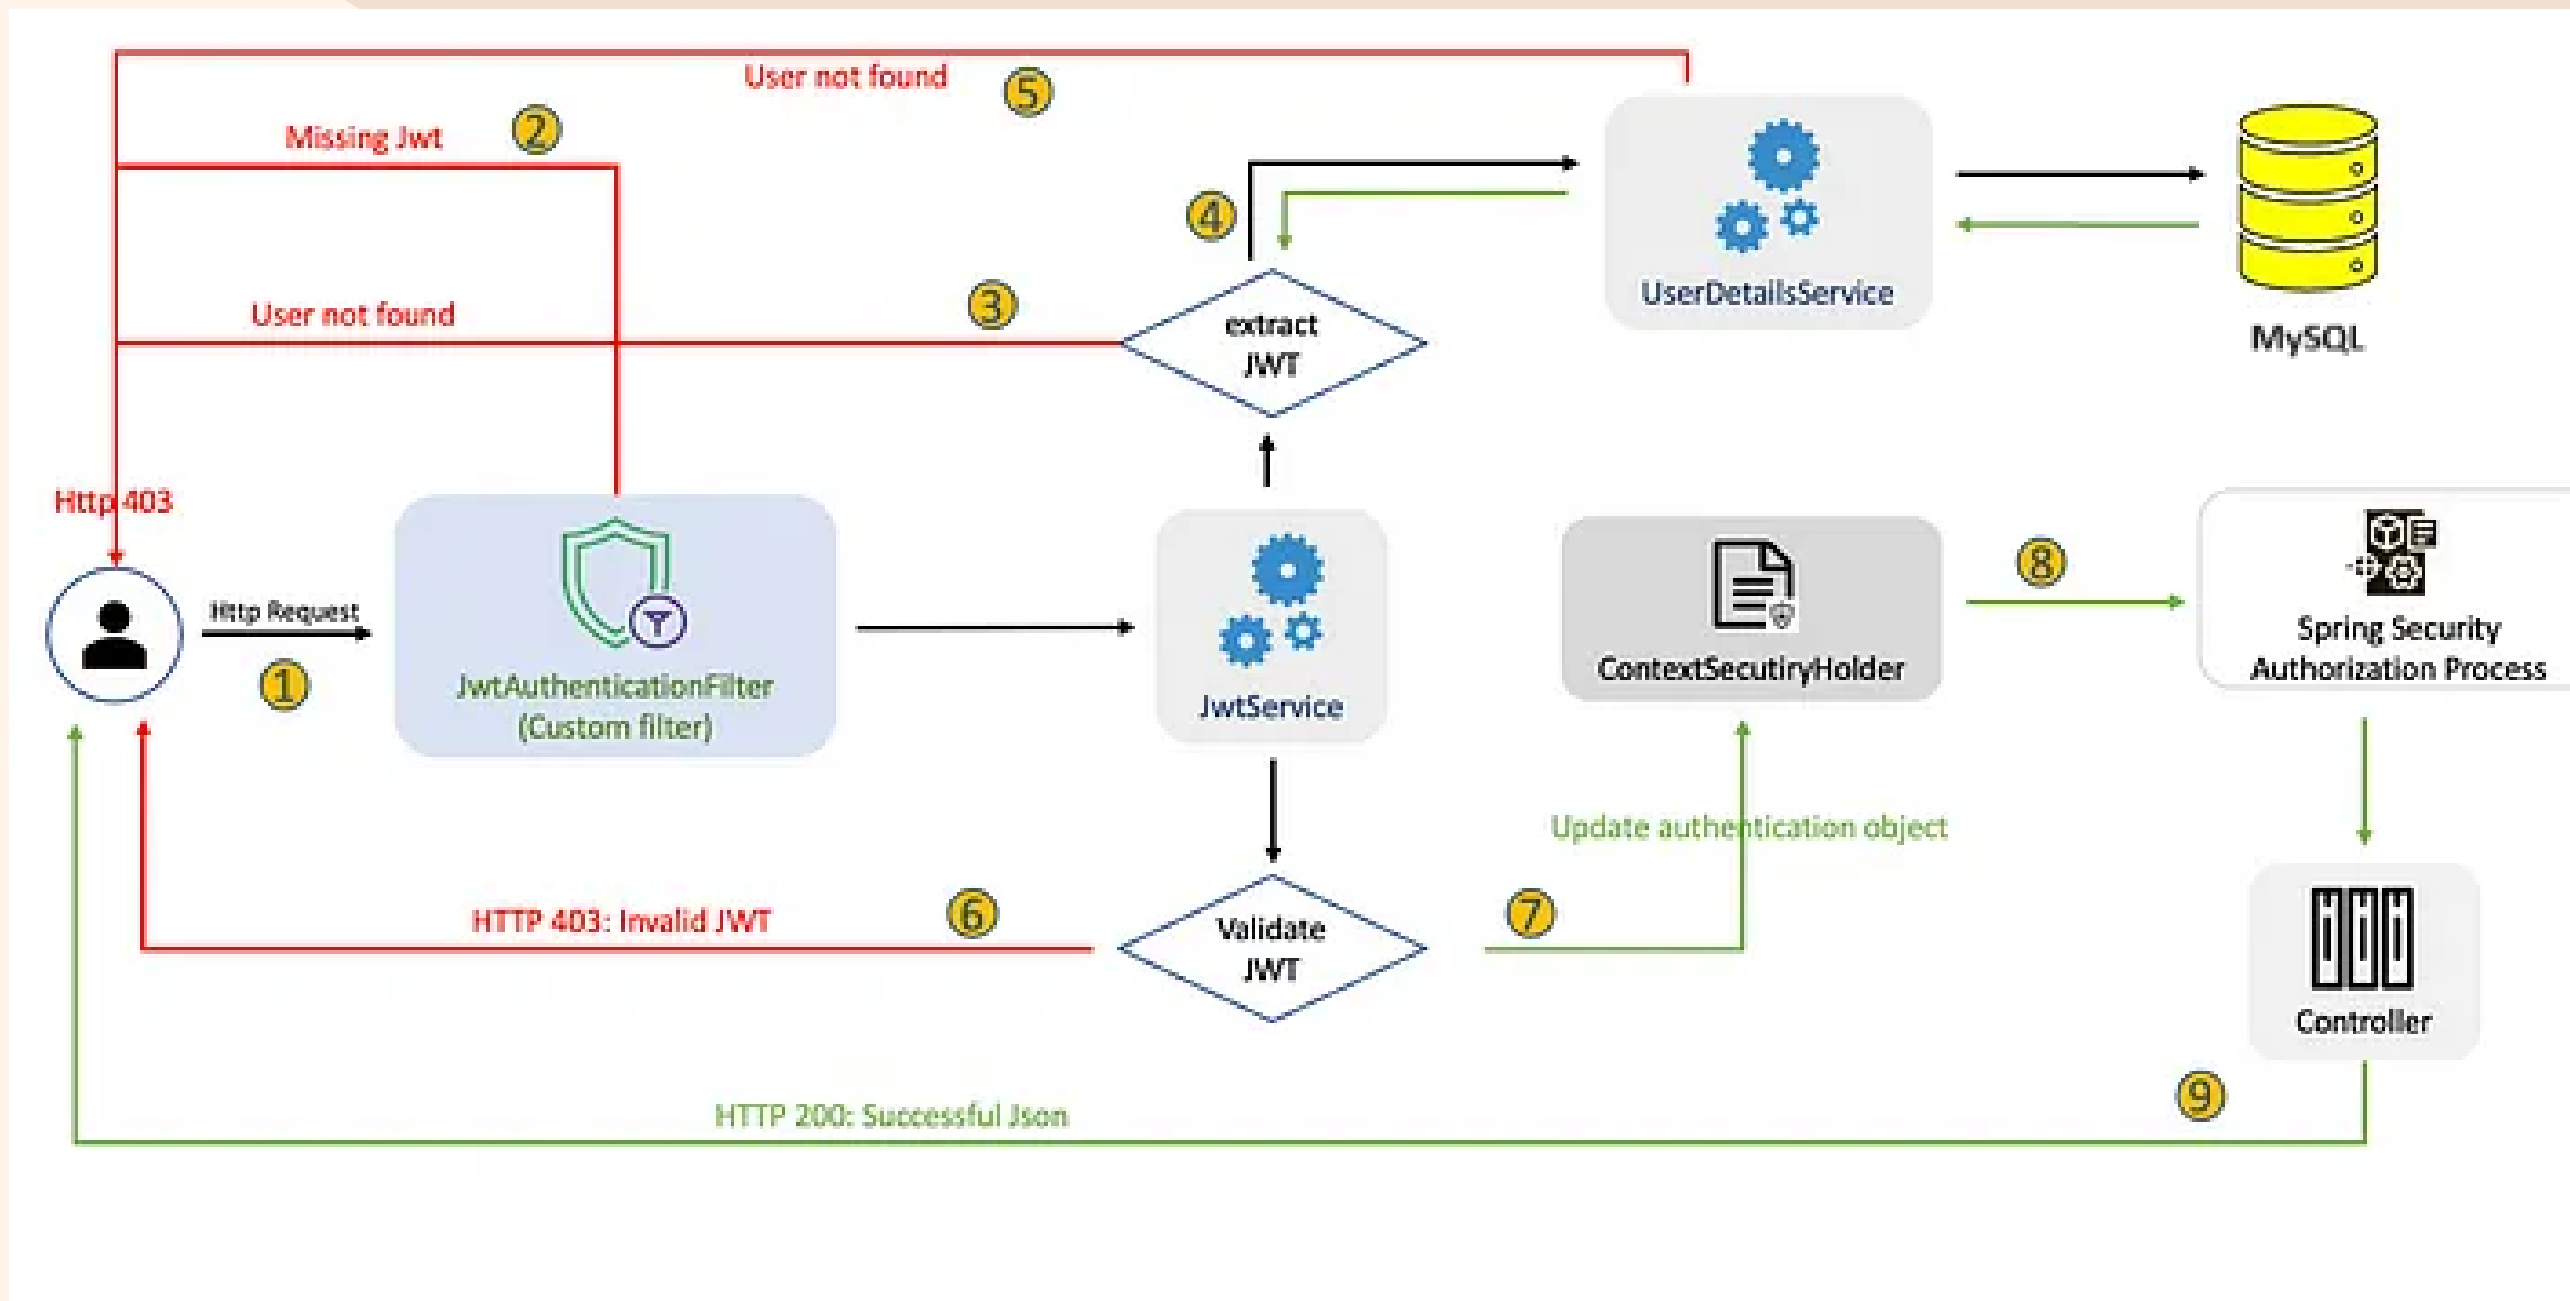 User not found
5
Missing Jwt
2
4
UserDetailsService
MySQL
User not found
3
extract
JWT
Http 403
Http Request
1
JwtAuthenticationFilter
(Custom filter)
JwtService
ContextSecutiryHolder
8
Spring Security
Authorization Process
Update authentication object
HTTP 403: Invalid JWT
6
Validate
JWT
7
Controller
9
HTTP 200: Successful Json